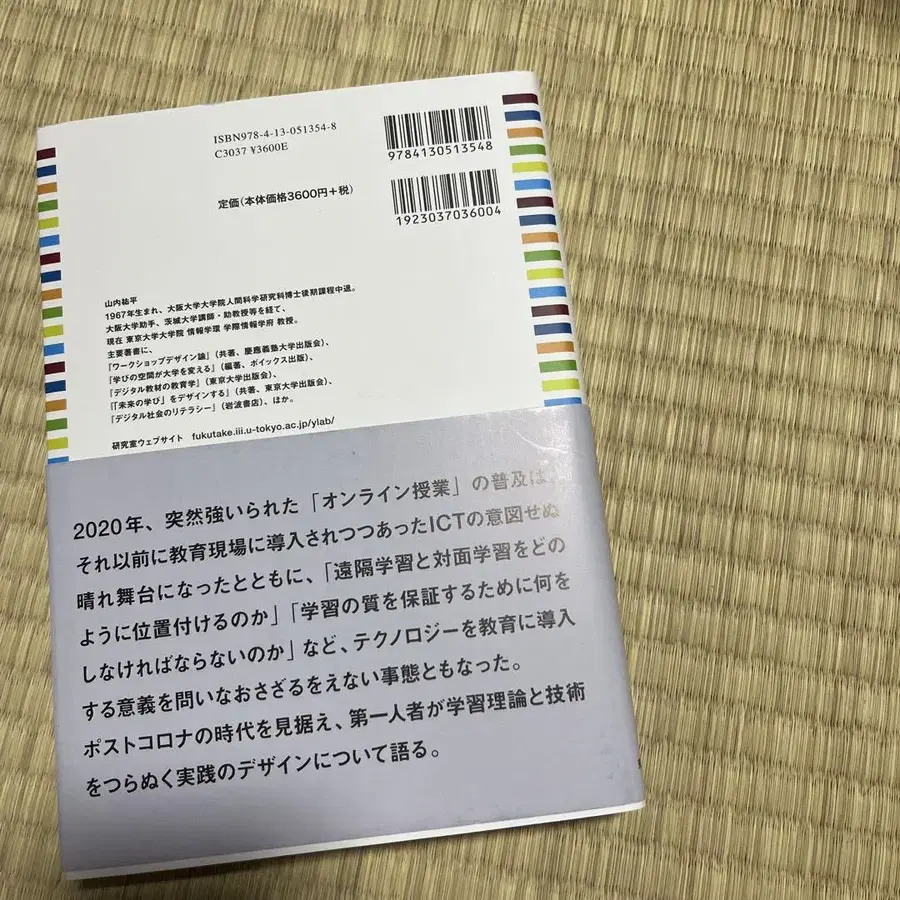 ISBN978-4-13-051354-8
C3037 ¥3600E
9784130513548
定価(本体価格3600円+税)
1923037036004
山内祐平
1967年生まれ、大阪大学大学院人間科学研究科博士後期課程中退。
大阪大学助手、茨城大学講師・助教授等を経て、
現在 東京大学大学院 情報学環 学際情報学府 教授。
主要著書に、
『ワークショップデザイン論』(共著、慶應義塾大学出版会)、
『学びの空間が大学を変える』(編著、ボイックス出版)、
『デジタル教材の教育学』(東京大学出版会)、
『「未来の学び」をデザインする』(共著、東京大学出版会)、
『デジタル社会のリテラシー』(岩波書店)、ほか。
研究室ウェブサイト fukutake.iii.u-tokyo.ac.jp/ylab/
2020年、突然強いられた「オンライン授業」の普及は、
それ以前に教育現場に導入されつつあったICTの意図せぬ
晴れ舞台になったとともに、「遠隔学習と対面学習をどの
ように位置付けるのか」「学習の質を保証するために何を
しなければならないのか」など、テクノロジーを教育に導入
する意義を問いなおさざるをえない事態ともなった。
ポストコロナの時代を見据え、第一人者が学習理論と技術
をつらぬく実践のデザインについて語る。